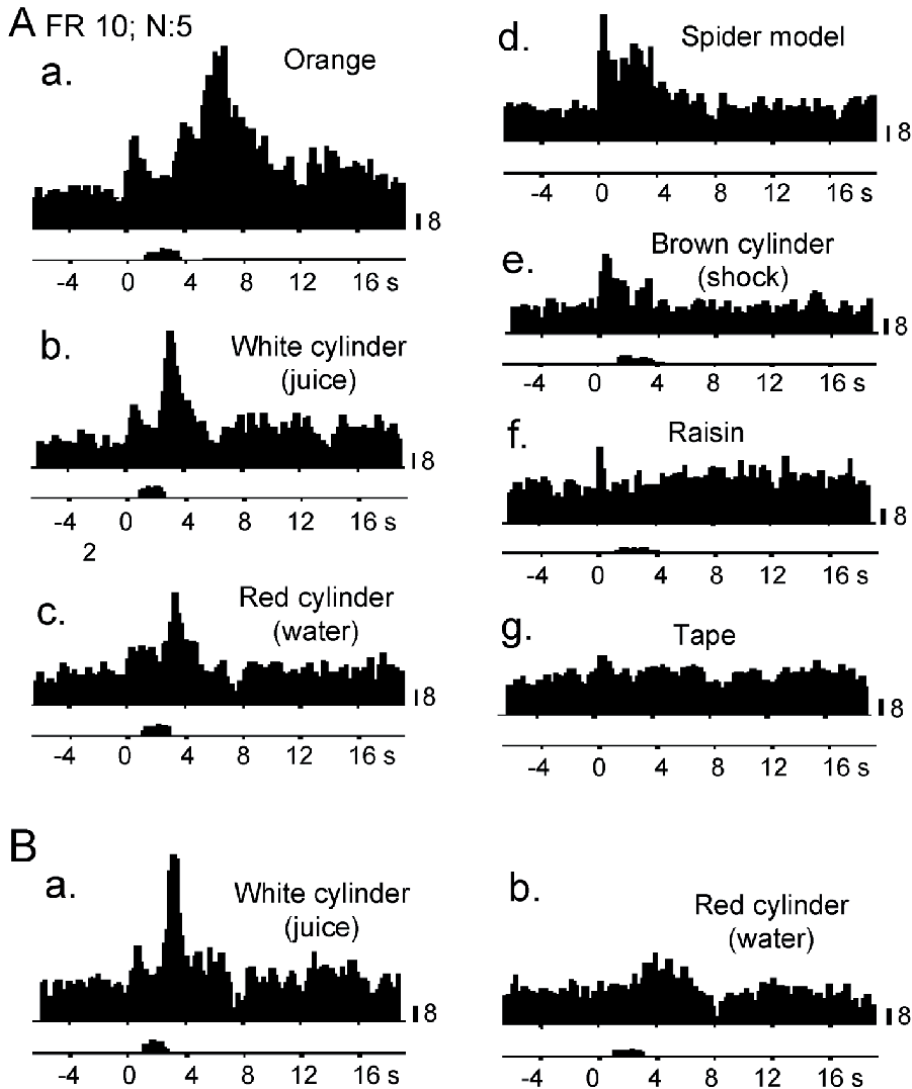 A FR 10; N:5
a.
Orange
8
-4 0 4 8 12 16 s
b.
White cylinder
(juice)
8
-4 0 4 8 12 16 s
2
c.
Red cylinder
(water)
8
-4 0 4 8 12 16 s
d.
Spider model
8
-4 0 4 8 12 16 s
e.
Brown cylinder
(shock)
8
-4 0 4 8 12 16 s
f.
Raisin
8
-4 0 4 8 12 16 s
g.
Tape
8
-4 0 4 8 12 16 s
B
a.
White cylinder
(juice)
8
-4 0 4 8 12 16 s
b.
Red cylinder
(water)
8
-4 0 4 8 12 16 s